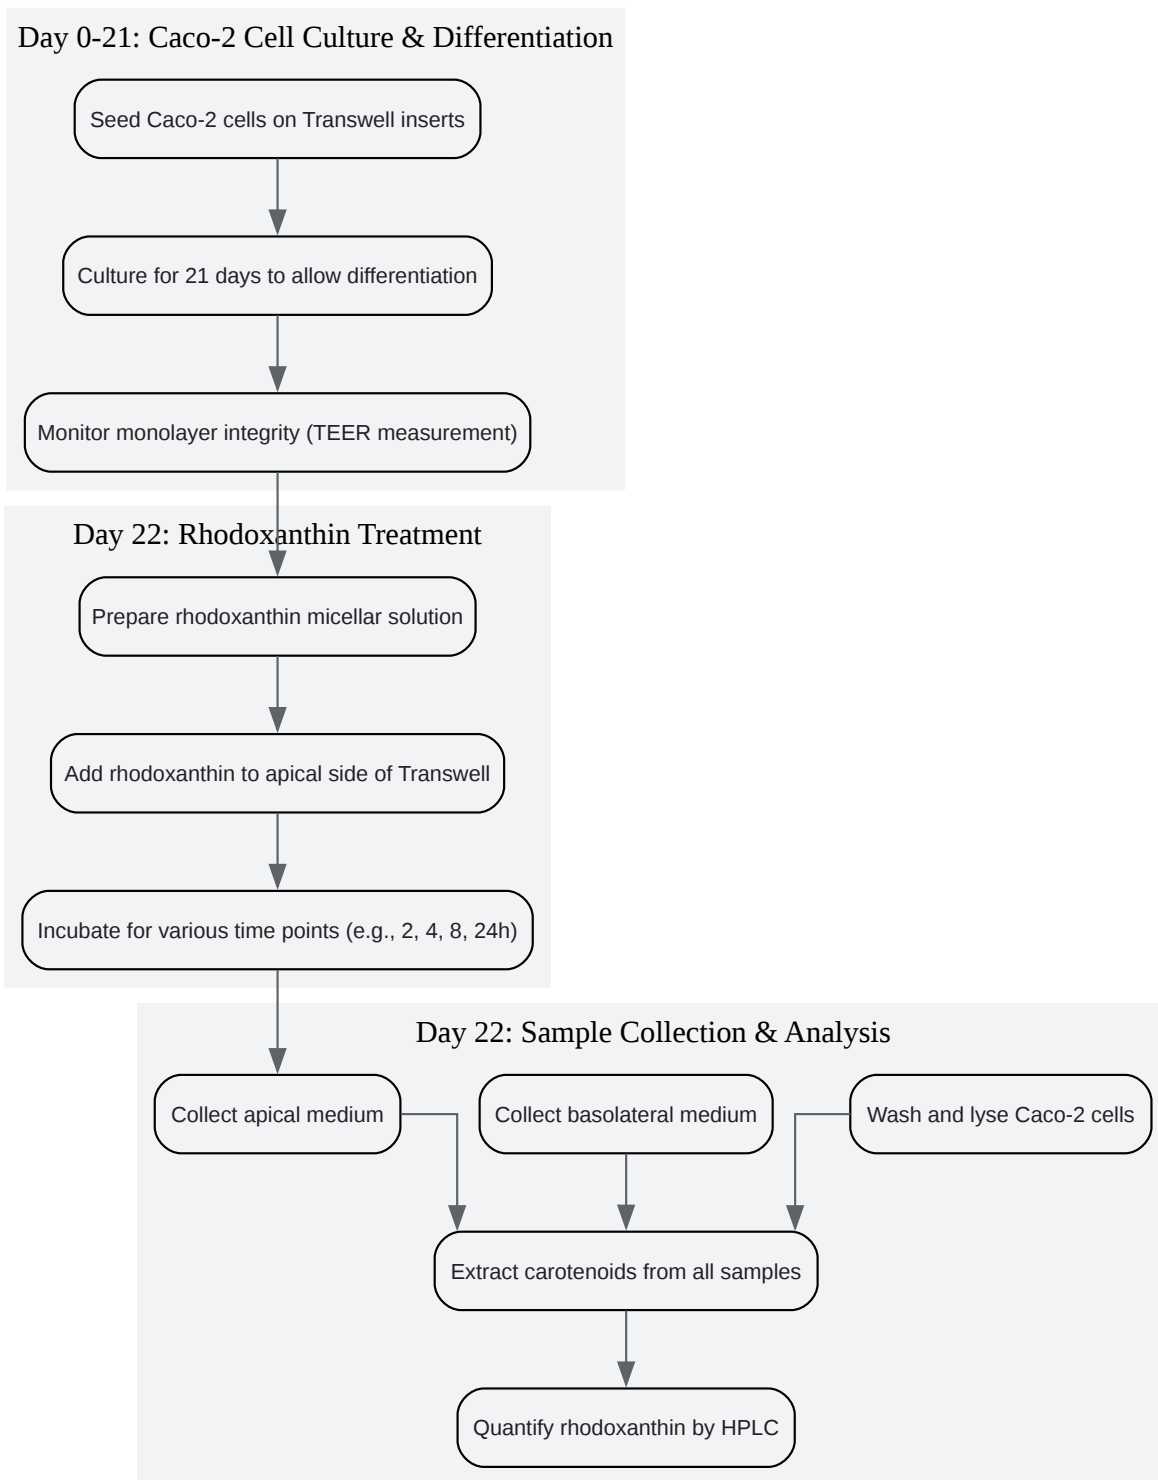 Day 0-21: Caco-2 Cell Culture & Differentiation
Seed Caco-2 cells on Transwell inserts
Culture for 21 days to allow differentiation
Monitor monolayer integrity (TEER measurement)
Day 22: Rhodoxanthin Treatment
Prepare rhodoxanthin micellar solution
Add rhodoxanthin to apical side of Transwell
Incubate for various time points (e.g., 2, 4, 8, 24h)
Day 22: Sample Collection & Analysis
Collect apical medium
Collect basolateral medium
Wash and lyse Caco-2 cells
Extract carotenoids from all samples
Quantify rhodoxanthin by HPLC